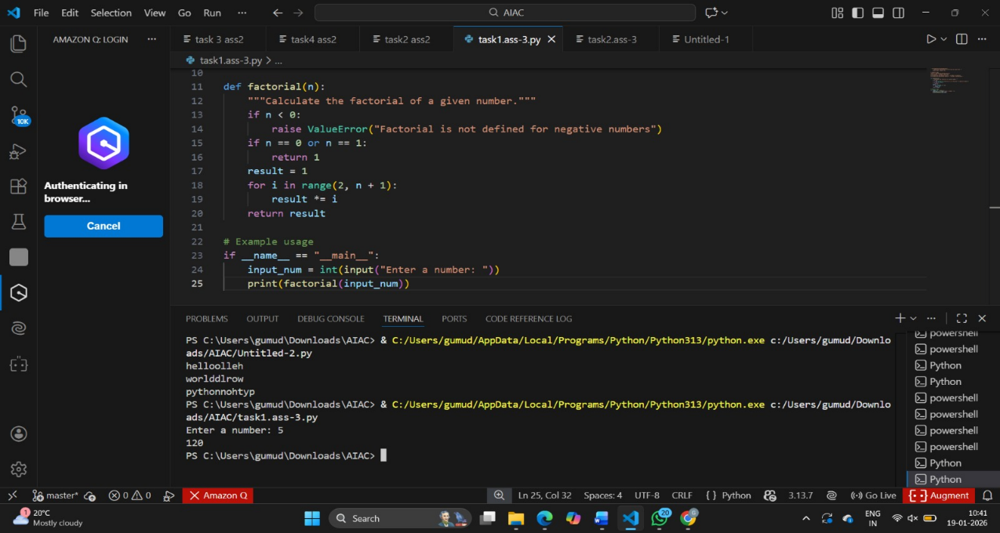 File Edit Selection View Go Run ··· AIAC
AMAZON Q: LOGIN ···
task 3 ass2 task4 ass2 task2 ass2 task1.ass-3.py task2.ass-3 Untitled-1
task1.ass-3.py > ...
10K
Authenticating in
browser...
Cancel
10
11 def factorial(n):
12 """Calculate the factorial of a given number."""
13 if n < 0:
14 raise ValueError("Factorial is not defined for negative numbers")
15 if n == 0 or n == 1:
16 return 1
17 result = 1
18 for i in range(2, n + 1):
19 result *= i
20 return result
21
22 # Example usage
23 if __name__ == "__main__":
24 input_num = int(input("Enter a number: "))
25 print(factorial(input_num))
PROBLEMS OUTPUT DEBUG CONSOLE TERMINAL PORTS CODE REFERENCE LOG
PS C:\Users\gumud\Downloads\AIAC> & C:/Users/gumud/AppData/Local/Programs/Python/Python313/python.exe c:/Users/gumud/Downlo
ads/AIAC/Untitled-2.py
helloolleh
worlddlrow
pythonnohtyp
PS C:\Users\gumud\Downloads\AIAC> & C:/Users/gumud/AppData/Local/Programs/Python/Python313/python.exe c:/Users/gumud/Downlo
ads/AIAC/task1.ass-3.py
Enter a number: 5
120
PS C:\Users\gumud\Downloads\AIAC>
powershell
powershell
Python
Python
powershell
powershell
powershell
powershell
Python
Python
master* 0 0 Amazon Q Ln 25, Col 32 Spaces: 4 UTF-8 CRLF { } Python 3.13.7 Go Live Augment
1 20°C
Mostly cloudy
Search
20
ENG
IN
10:41
19-01-2026